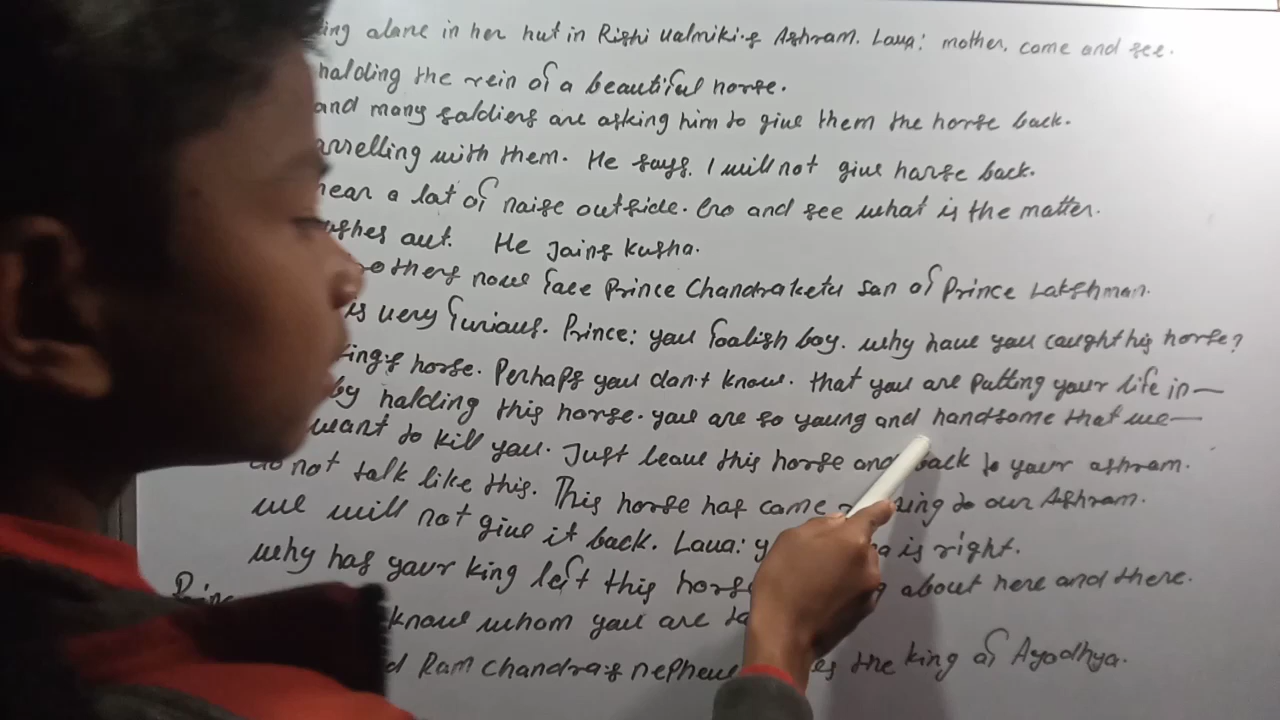 alone in her hut in Rishi Valmiki's Ashram. Lava: mother, come and see.
holding the rein of a beautiful horse.
and many soldiers are asking him to give them the horse back.
with them. He says. I will not give horse back.
a lot of noise outside. Go and see what is the matter.
out. He joins Kusha.
now face Prince Chandraketu son of Prince Lakshman.
is very furious. Prince: you foolish boy. why have you caught this horse?
horse. Perhaps you don't know. that you are putting your life in
by holding this horse. you are so young and handsome that we
want to kill you. Just leave this horse and back to your ashram.
do not talk like this. This horse has come to our Ashram.
we will not give it back. Lava: is right.
why has your king left this horse about here and there.
know whom you are
Ram Chandra's nephew the king of Ayodhya.